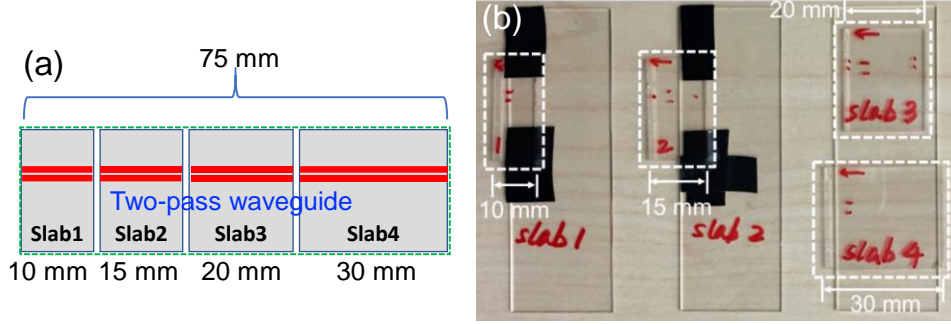 (a)
75 mm
Two-pass waveguide
Slab1
Slab2
Slab3
Slab4
10 mm
15 mm
20 mm
30 mm
(b)
20 mm
1
2
slab 3
10 mm
15 mm
slab 1
slab 2
slab 4
30 mm